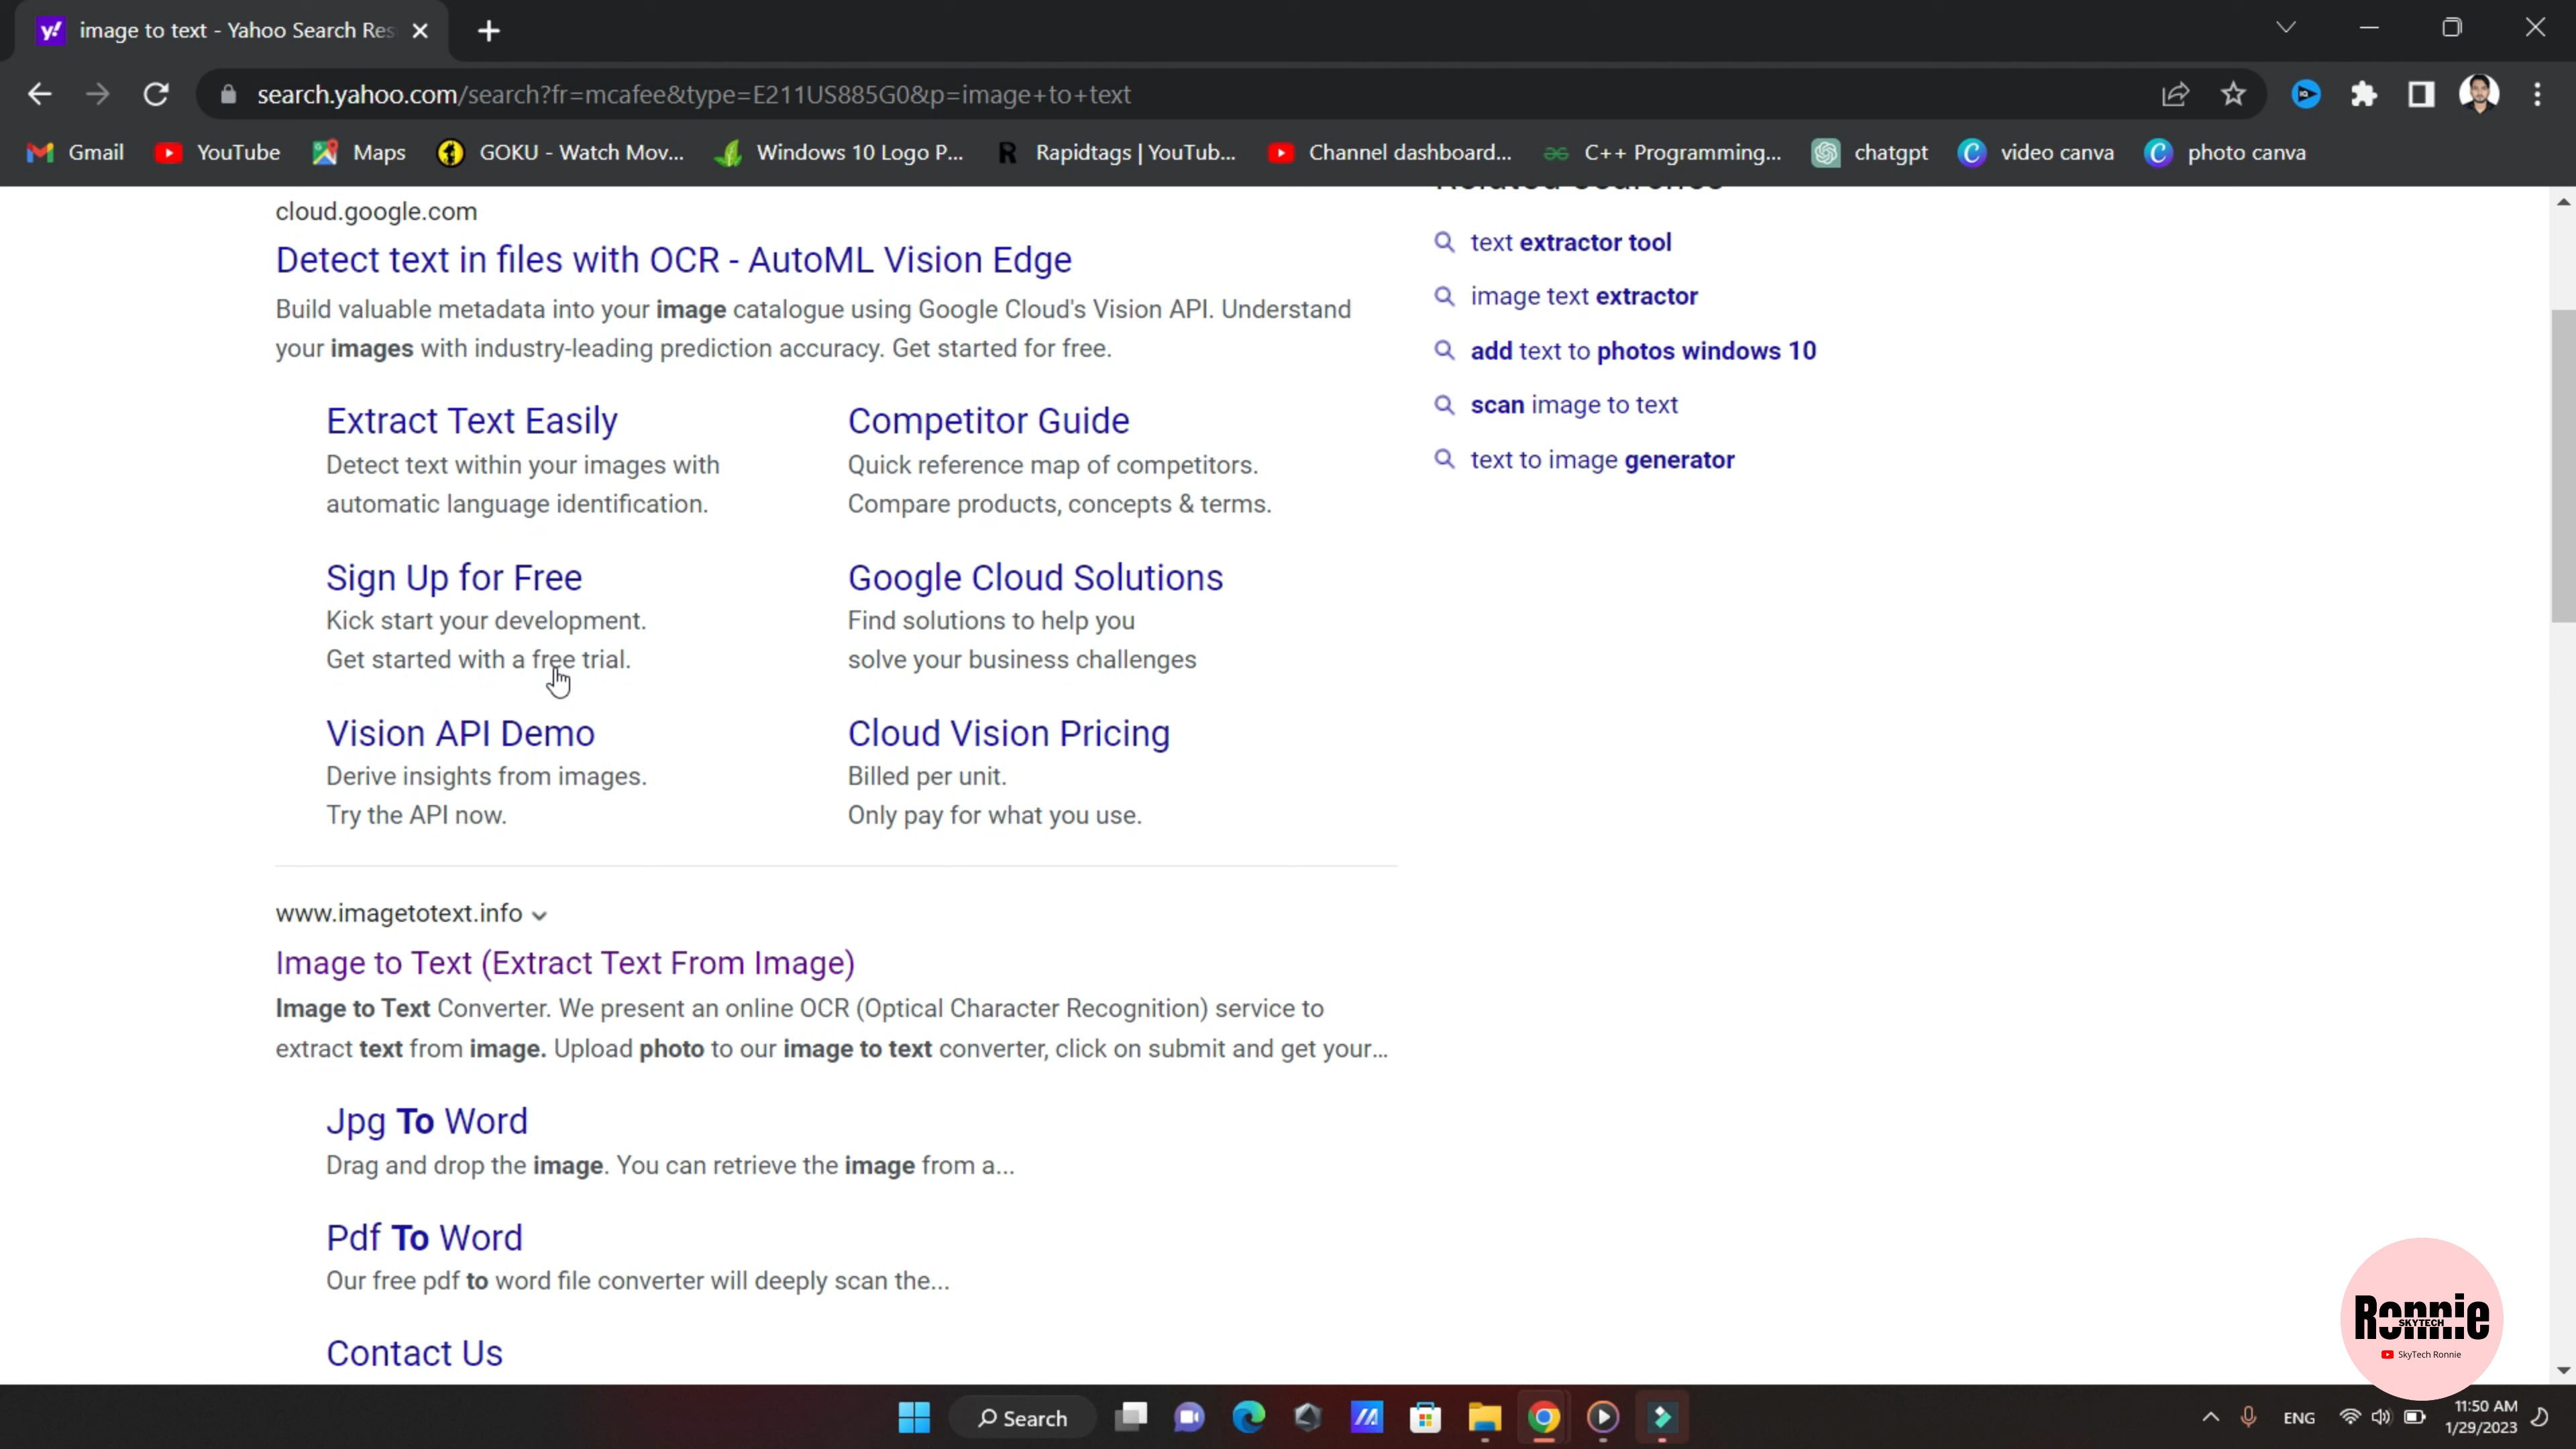 image to text - Yahoo Search Res
search.yahoo.com/search?fr=mcafee&type=E211US885G0&p=image+to+text
Gmail YouTube Maps GOKU - Watch Mov... Windows 10 Logo P... Rapidtags | YouTub... Channel dashboard... C++ Programming... chatgpt video canva photo canva
cloud.google.com
Detect text in files with OCR - AutoML Vision Edge
Build valuable metadata into your image catalogue using Google Cloud's Vision API. Understand
your images with industry-leading prediction accuracy. Get started for free.
Extract Text Easily
Detect text within your images with
automatic language identification.
Competitor Guide
Quick reference map of competitors.
Compare products, concepts & terms.
Sign Up for Free
Kick start your development.
Get started with a free trial.
Google Cloud Solutions
Find solutions to help you
solve your business challenges
Vision API Demo
Derive insights from images.
Try the API now.
Cloud Vision Pricing
Billed per unit.
Only pay for what you use.
www.imagetotext.info
Image to Text (Extract Text From Image)
Image to Text Converter. We present an online OCR (Optical Character Recognition) service to
extract text from image. Upload photo to our image to text converter, click on submit and get your...
Jpg To Word
Drag and drop the image. You can retrieve the image from a...
Pdf To Word
Our free pdf to word file converter will deeply scan the...
Contact Us
Related searches
text extractor tool
image text extractor
add text to photos windows 10
scan image to text
text to image generator
Ronnie
SKYTECH
SkyTech Ronnie
Search
ENG
11:50 AM
1/29/2023